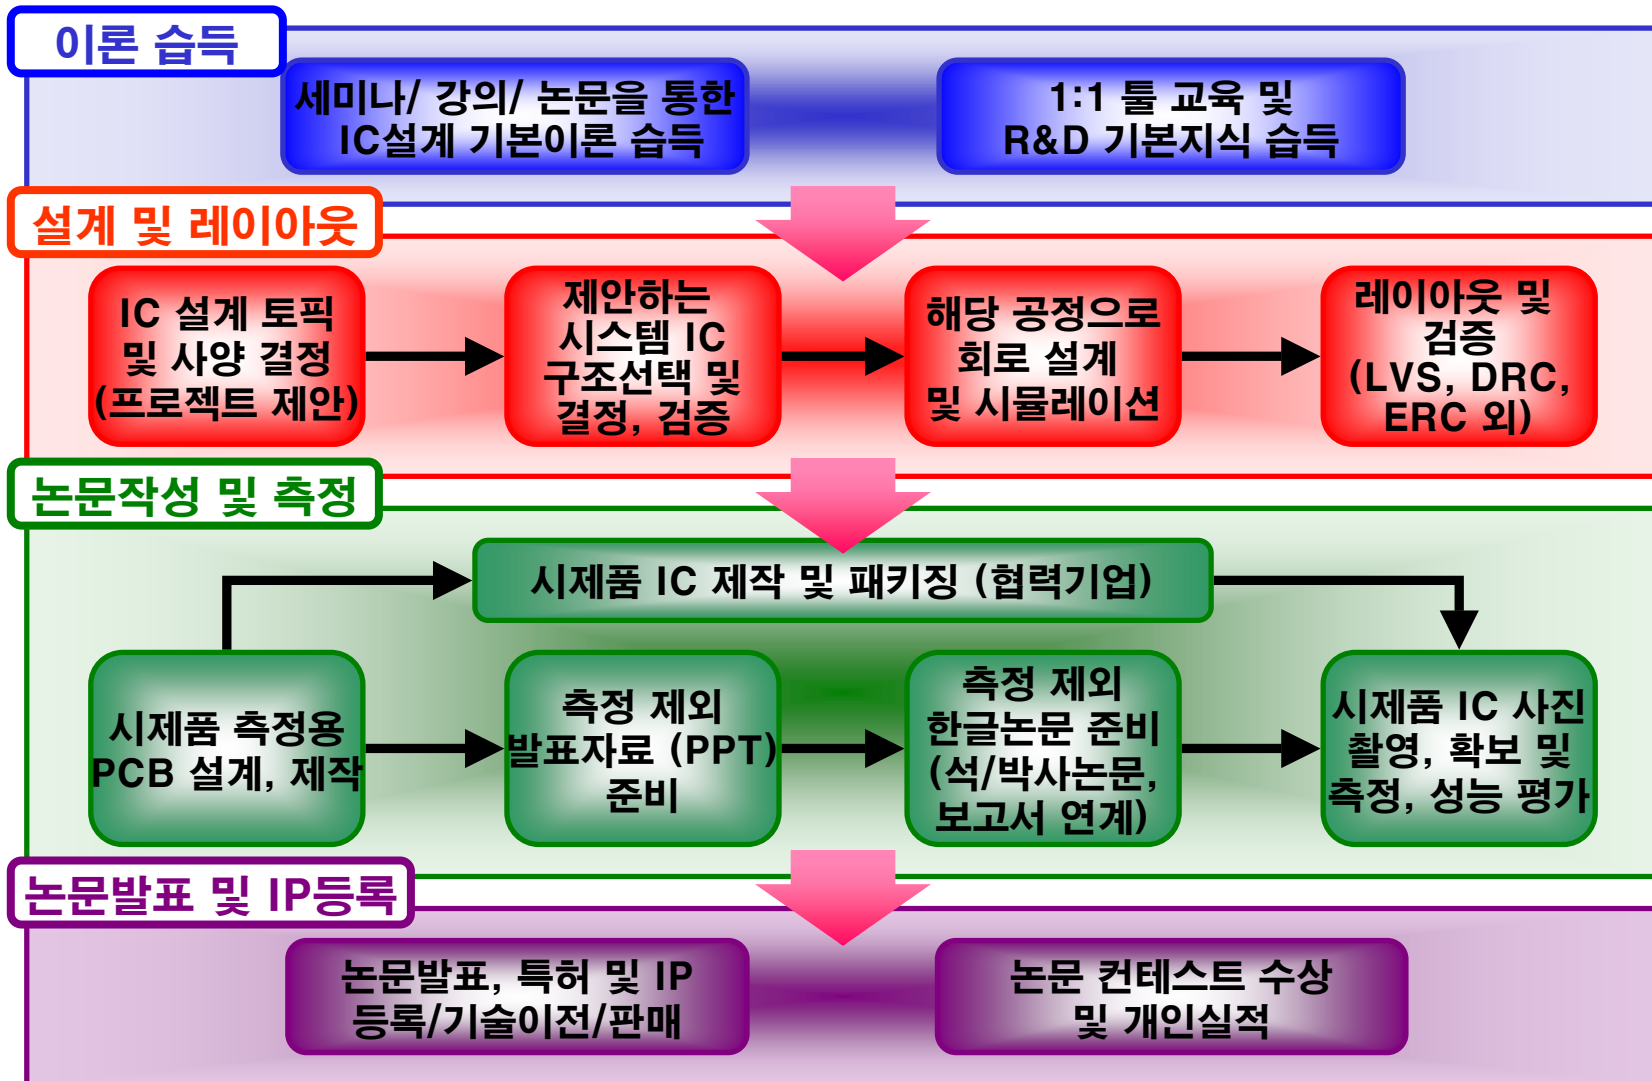 이론 습득
세미나/ 강의/ 논문을 통한
IC설계 기본이론 습득
1:1 툴 교육 및
R&D 기본지식 습득
설계 및 레이아웃
IC 설계 토픽
및 사양 결정
(프로젝트 제안)
제안하는
시스템 IC
구조선택 및
결정, 검증
해당 공정으로
회로 설계
및 시뮬레이션
레이아웃 및
검증
(LVS, DRC,
ERC 외)
논문작성 및 측정
시제품 IC 제작 및 패키징 (협력기업)
시제품 측정용
PCB 설계, 제작
측정 제외
발표자료 (PPT)
준비
측정 제외
한글논문 준비
(석/박사논문,
보고서 연계)
시제품 IC 사진
촬영, 확보 및
측정, 성능 평가
논문발표 및 IP등록
논문발표, 특허 및 IP
등록/기술이전/판매
논문 컨테스트 수상
및 개인실적